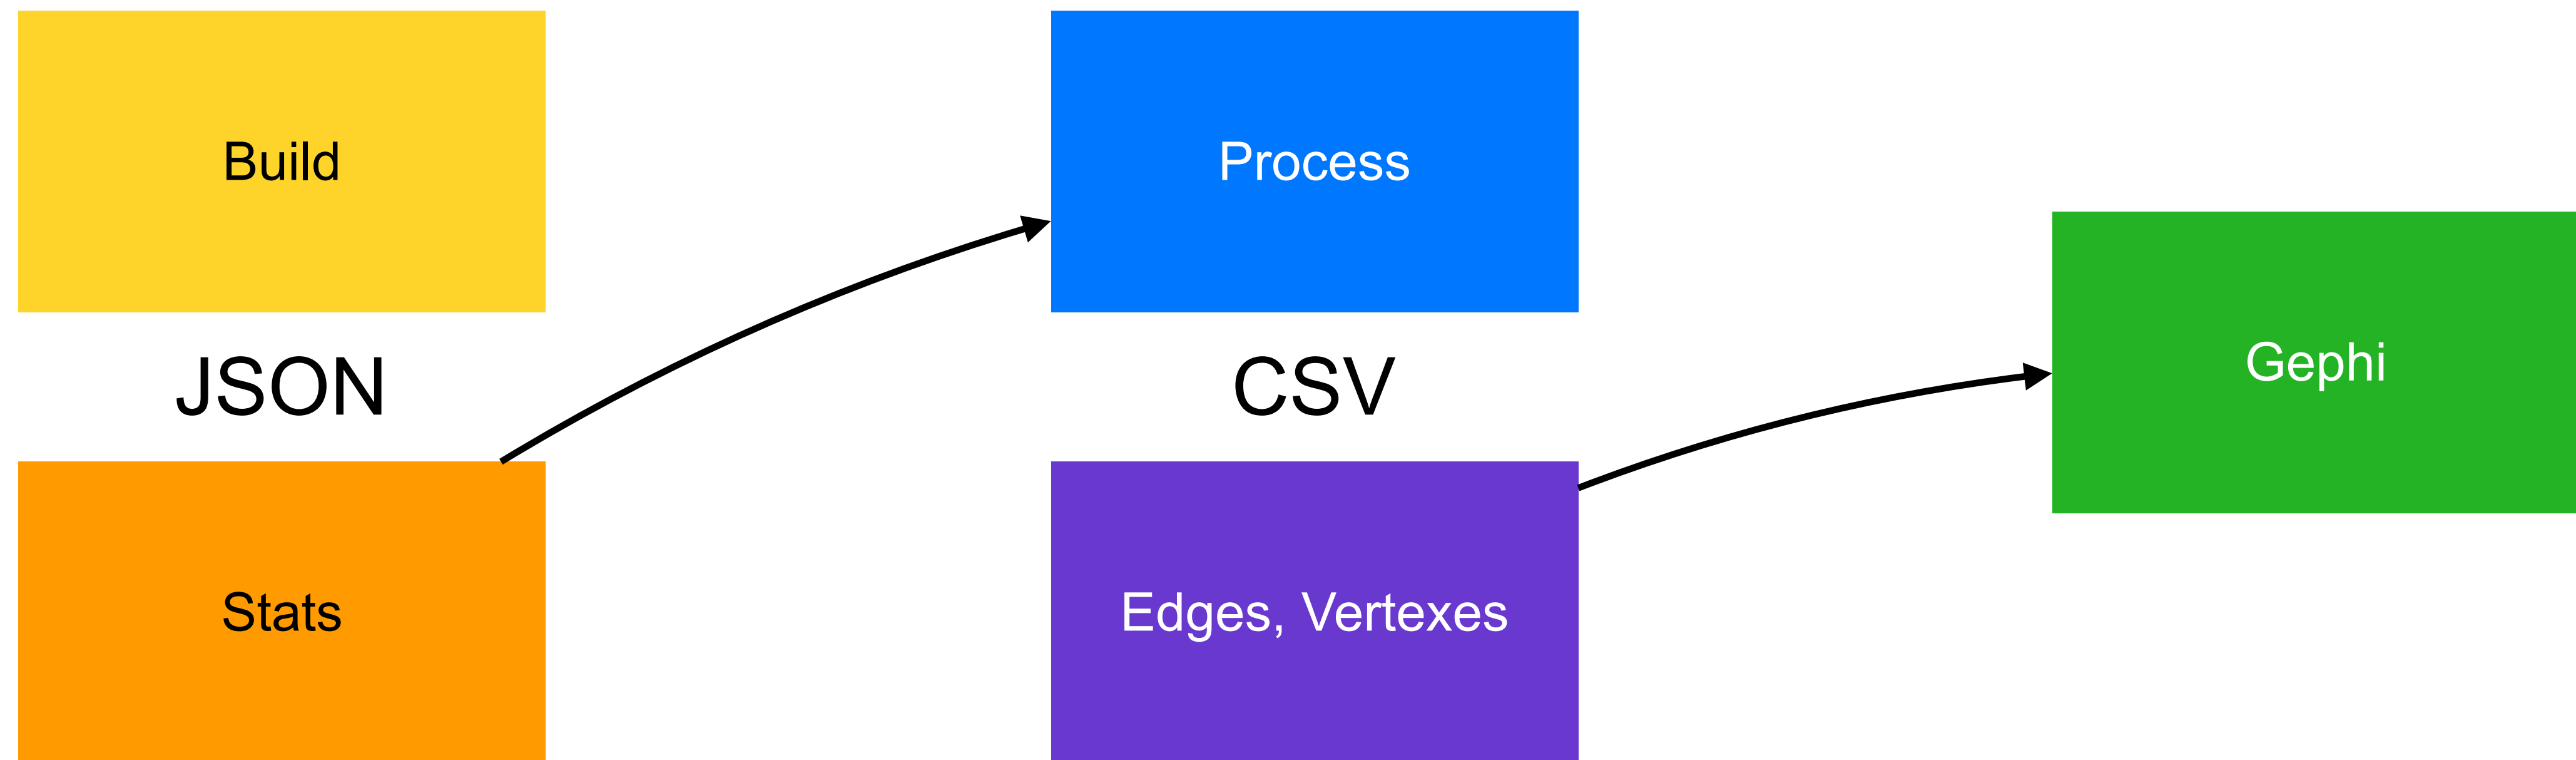 Build
JSON
Stats
Process
CSV
Edges, Vertexes
Gephi